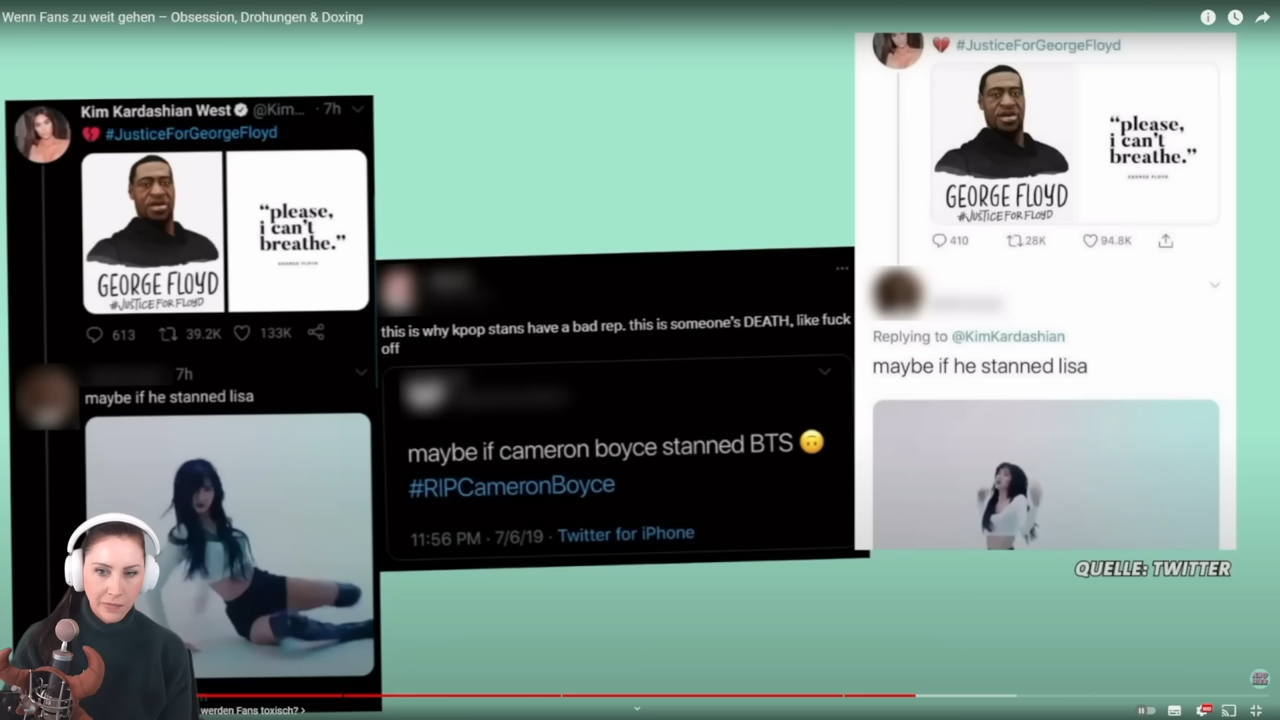 Wenn Fans zu weit gehen – Obsession, Drohungen & Doxing
Kim Kardashian West @Kim... · 7h
💔 #JusticeForGeorgeFloyd
“please,
i can't
breathe.”
GEORGE FLOYD
GEORGE FLOYD
#JUSTICEFORFLOYD
613 39.2K 133K
7h
maybe if he stanned lisa
this is why kpop stans have a bad rep. this is someone's DEATH, like fuck
off
maybe if cameron boyce stanned BTS 🙃
#RIPCameronBoyce
11:56 PM · 7/6/19 · Twitter for iPhone
💔 #JusticeForGeorgeFloyd
“please,
i can't
breathe.”
GEORGE FLOYD
GEORGE FLOYD
#JUSTICEFORFLOYD
410 28K 94.8K
Replying to @KimKardashian
maybe if he stanned lisa
QUELLE: TWITTER
werden Fans toxisch? ›